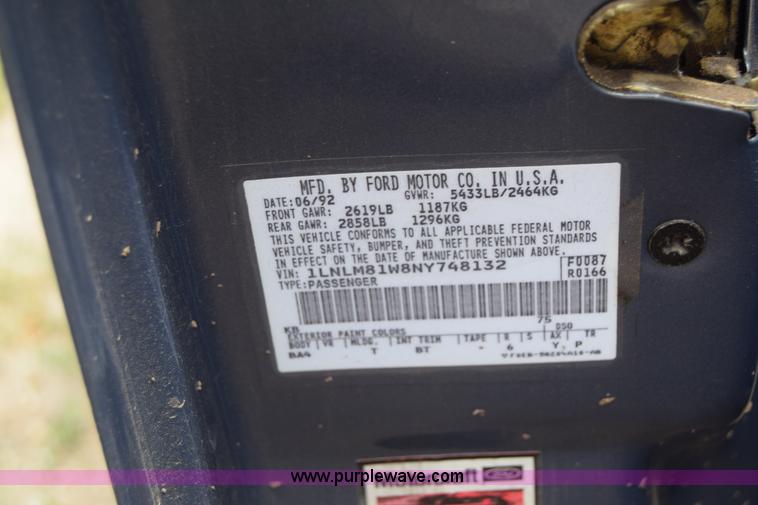 MFD. BY FORD MOTOR CO. IN U.S.A.
DATE: 06/92 GVWR: 5433LB/2464KG
FRONT GAWR: 2619LB 1187KG
REAR GAWR: 2858LB 1296KG
THIS VEHICLE CONFORMS TO ALL APPLICABLE FEDERAL MOTOR
VEHICLE SAFETY, BUMPER, AND THEFT PREVENTION STANDARDS
IN EFFECT ON THE DATE OF MANUFACTURE SHOWN ABOVE.
VIN: 1LNLM81W8NY748132 F0087
TYPE: PASSENGER R0166
KB 75
EXTERIOR PAINT COLORS DSO
BODY VR MLDG. INT TRIM TAPE R S AX TR
BA4 T BT - 6 Y, P
www.purplewave.com
Ford